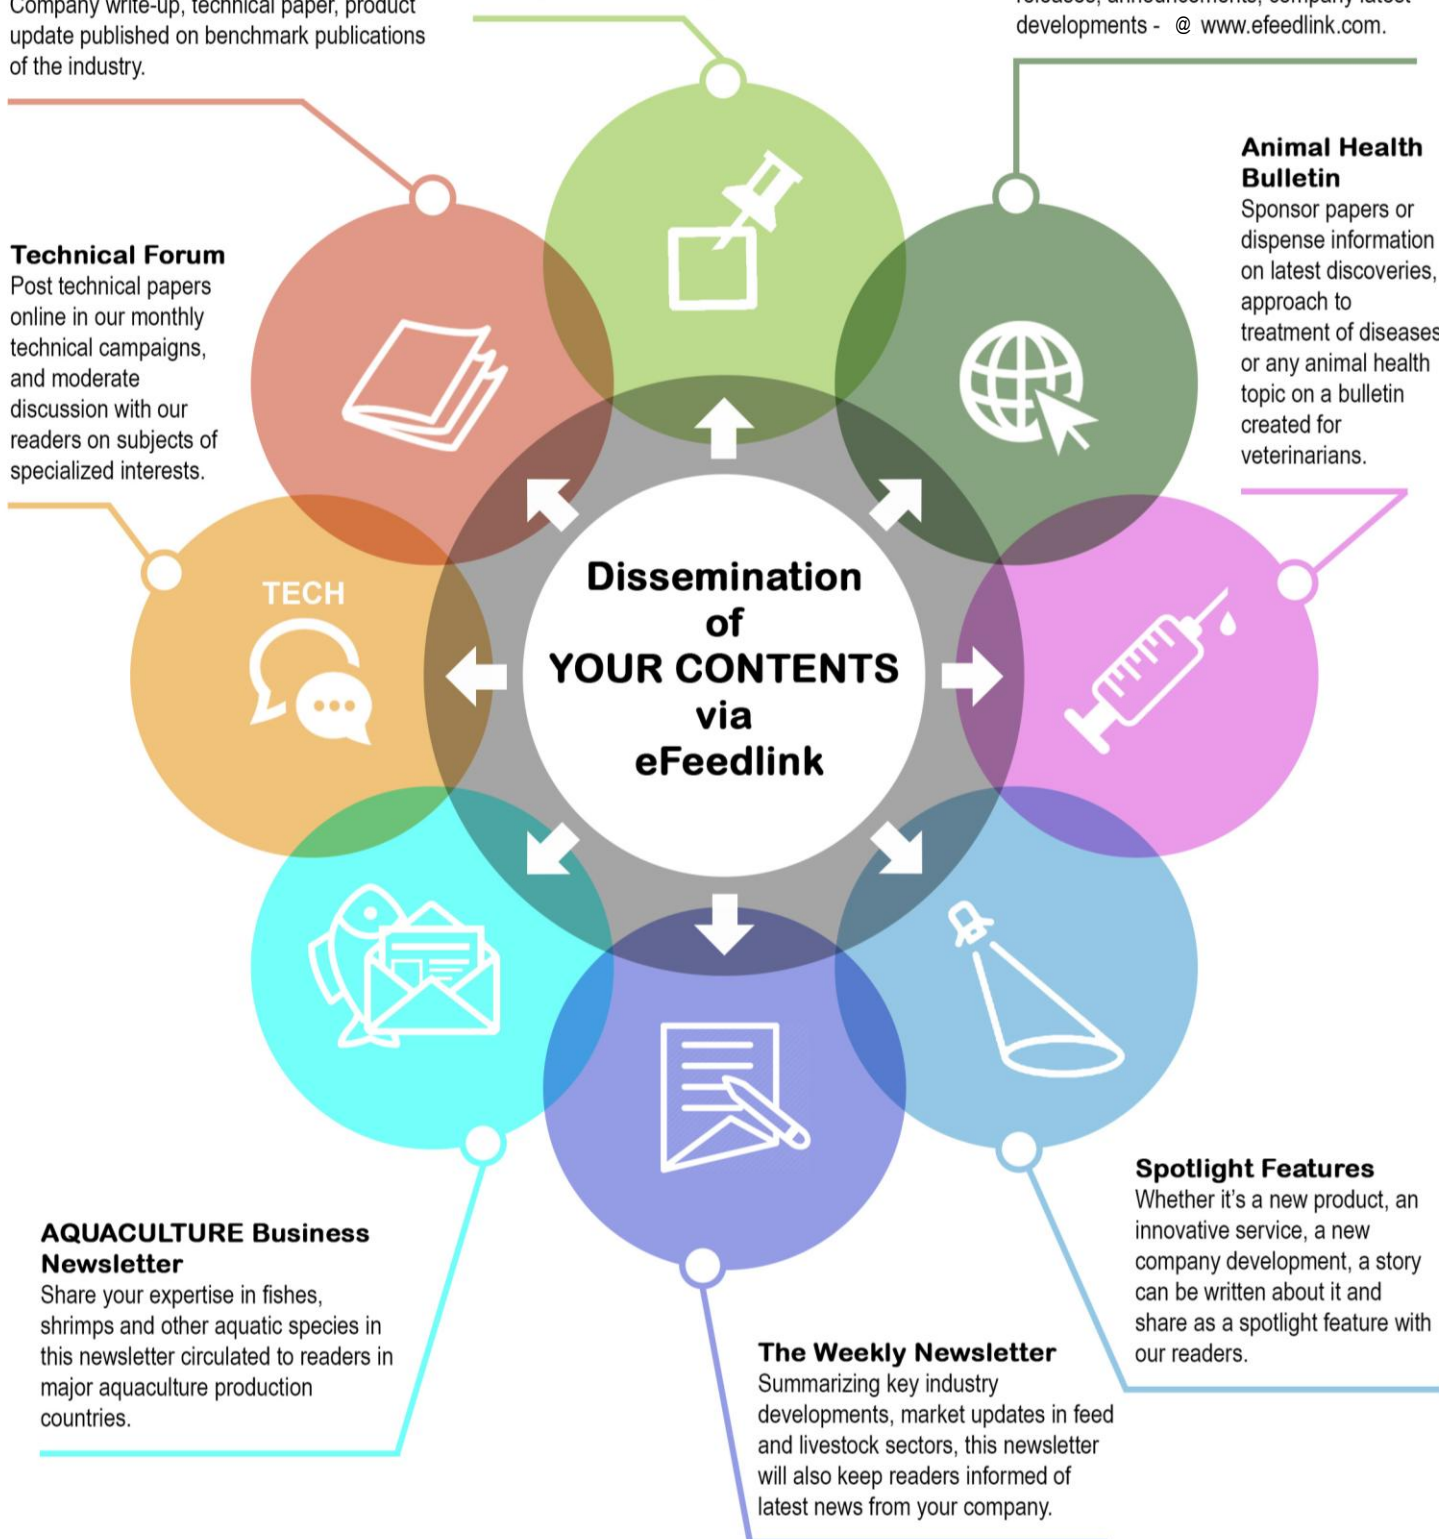 Company write-up, technical paper, product
update published on benchmark publications
of the industry.
releases, announcements, company latest
developments - @ www.efeedlink.com.
Animal Health
Bulletin
Sponsor papers or
dispense information
on latest discoveries,
approach to
treatment of diseases
or any animal health
topic on a bulletin
created for
veterinarians.
Technical Forum
Post technical papers
online in our monthly
technical campaigns,
and moderate
discussion with our
readers on subjects of
specialized interests.
TECH
Dissemination
of
YOUR CONTENTS
via
eFeedlink
Spotlight Features
Whether it’s a new product, an
innovative service, a new
company development, a story
can be written about it and
share as a spotlight feature with
our readers.
AQUACULTURE Business
Newsletter
Share your expertise in fishes,
shrimps and other aquatic species in
this newsletter circulated to readers in
major aquaculture production
countries.
The Weekly Newsletter
Summarizing key industry
developments, market updates in feed
and livestock sectors, this newsletter
will also keep readers informed of
latest news from your company.